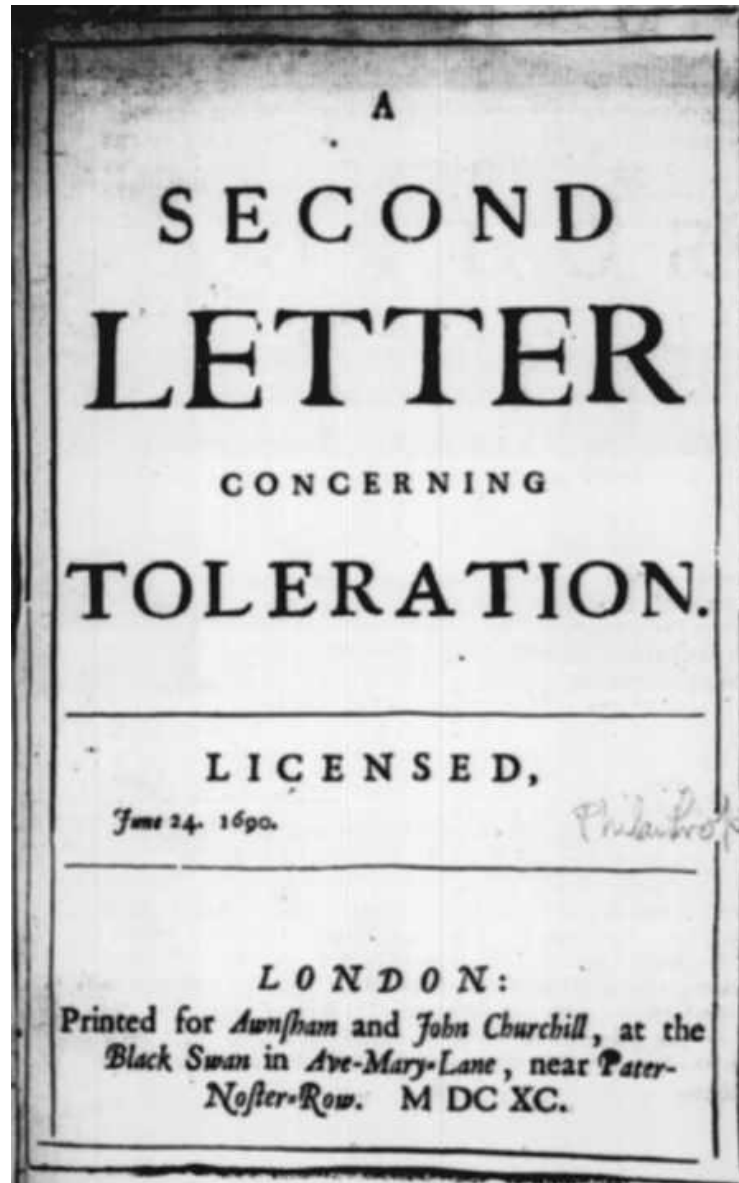 A
SECOND
LETTER
CONCERNING
TOLERATION.
LICENSED,
June 24. 1690.
LONDON:
Printed for Awnſham and John Churchill, at the
Black Swan in Ave-Mary-Lane, near Pater-
Noſter-Row. M DC XC.